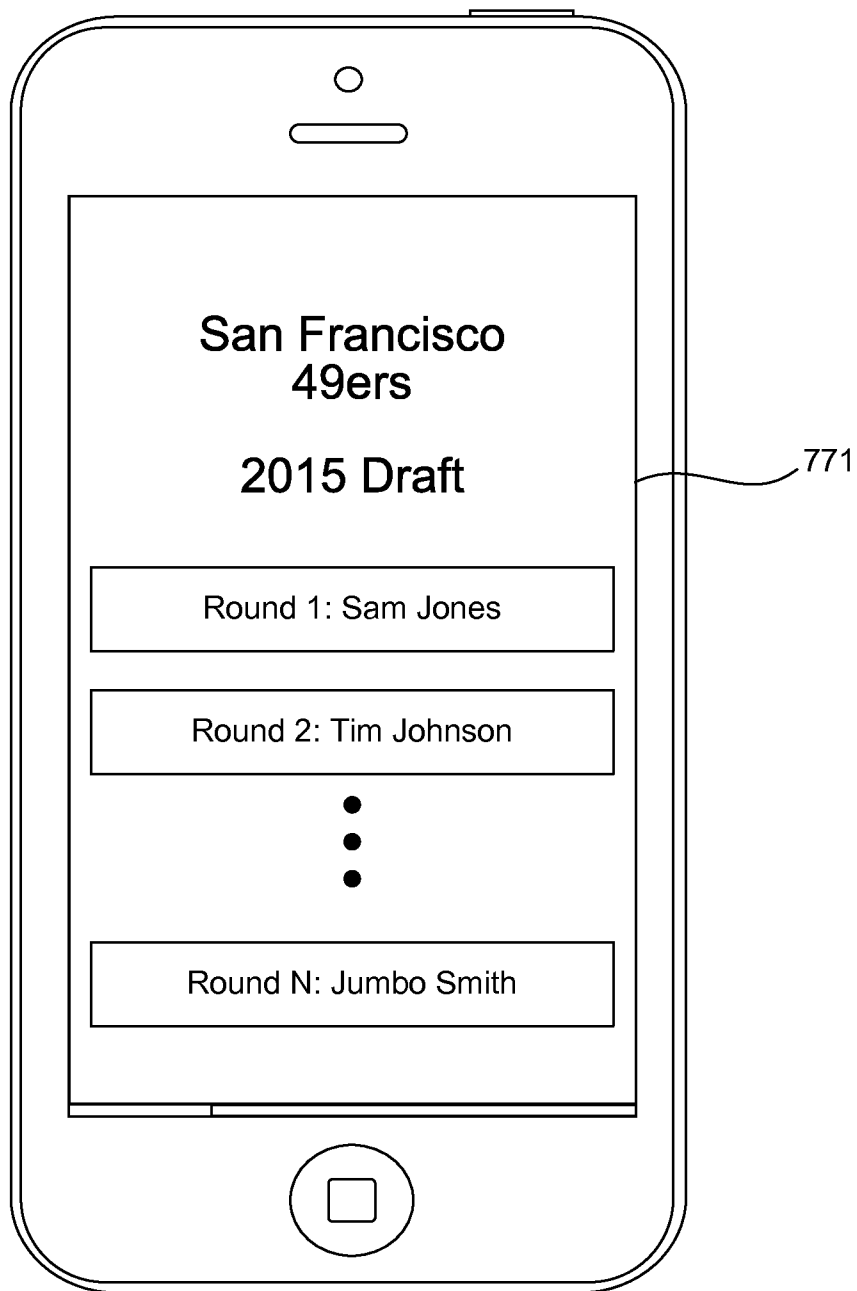 San Francisco
49ers
2015 Draft
771
Round 1: Sam Jones
Round 2: Tim Johnson
Round N: Jumbo Smith